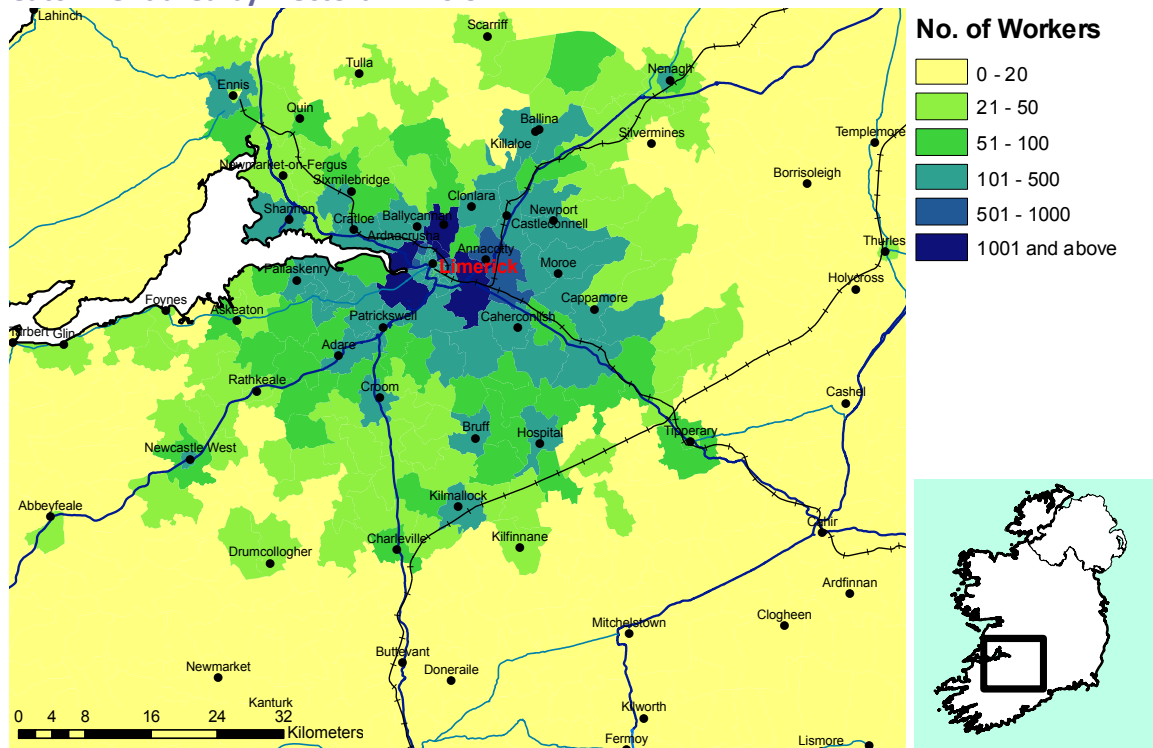 Lahinch
Scarriff
Tulla
Nenagh
Ennis
Quin
Ballina
Killaloe
Silvermines
Templemore
Newmarket-on-Fergus
Borrisoleigh
Sixmilebridge
Clonlara
Shannon
Cratloe
Ballycannan
Newport
Castleconnell
Ardnacrusha
Annacotty
Thurles
Limerick
Moroe
Pallaskenry
Holycross
Foynes
Askeaton
Cappamore
Patrickswell
Caherconlish
Glin
Adare
Rathkeale
Croom
Cashel
Bruff
Hospital
Tipperary
Newcastle West
Kilmallock
Abbeyfeale
Charleville
Kilfinnane
Cahir
Drumcollogher
Ardfinnan
Clogheen
Mitchelstown
Buttevant
Newmarket
Doneraile
Kanturk
Kilworth
Fermoy
Lismore
0 4 8 16 24 32
Kilometers
No. of Workers
0 - 20
21 - 50
51 - 100
101 - 500
501 - 1000
1001 and above